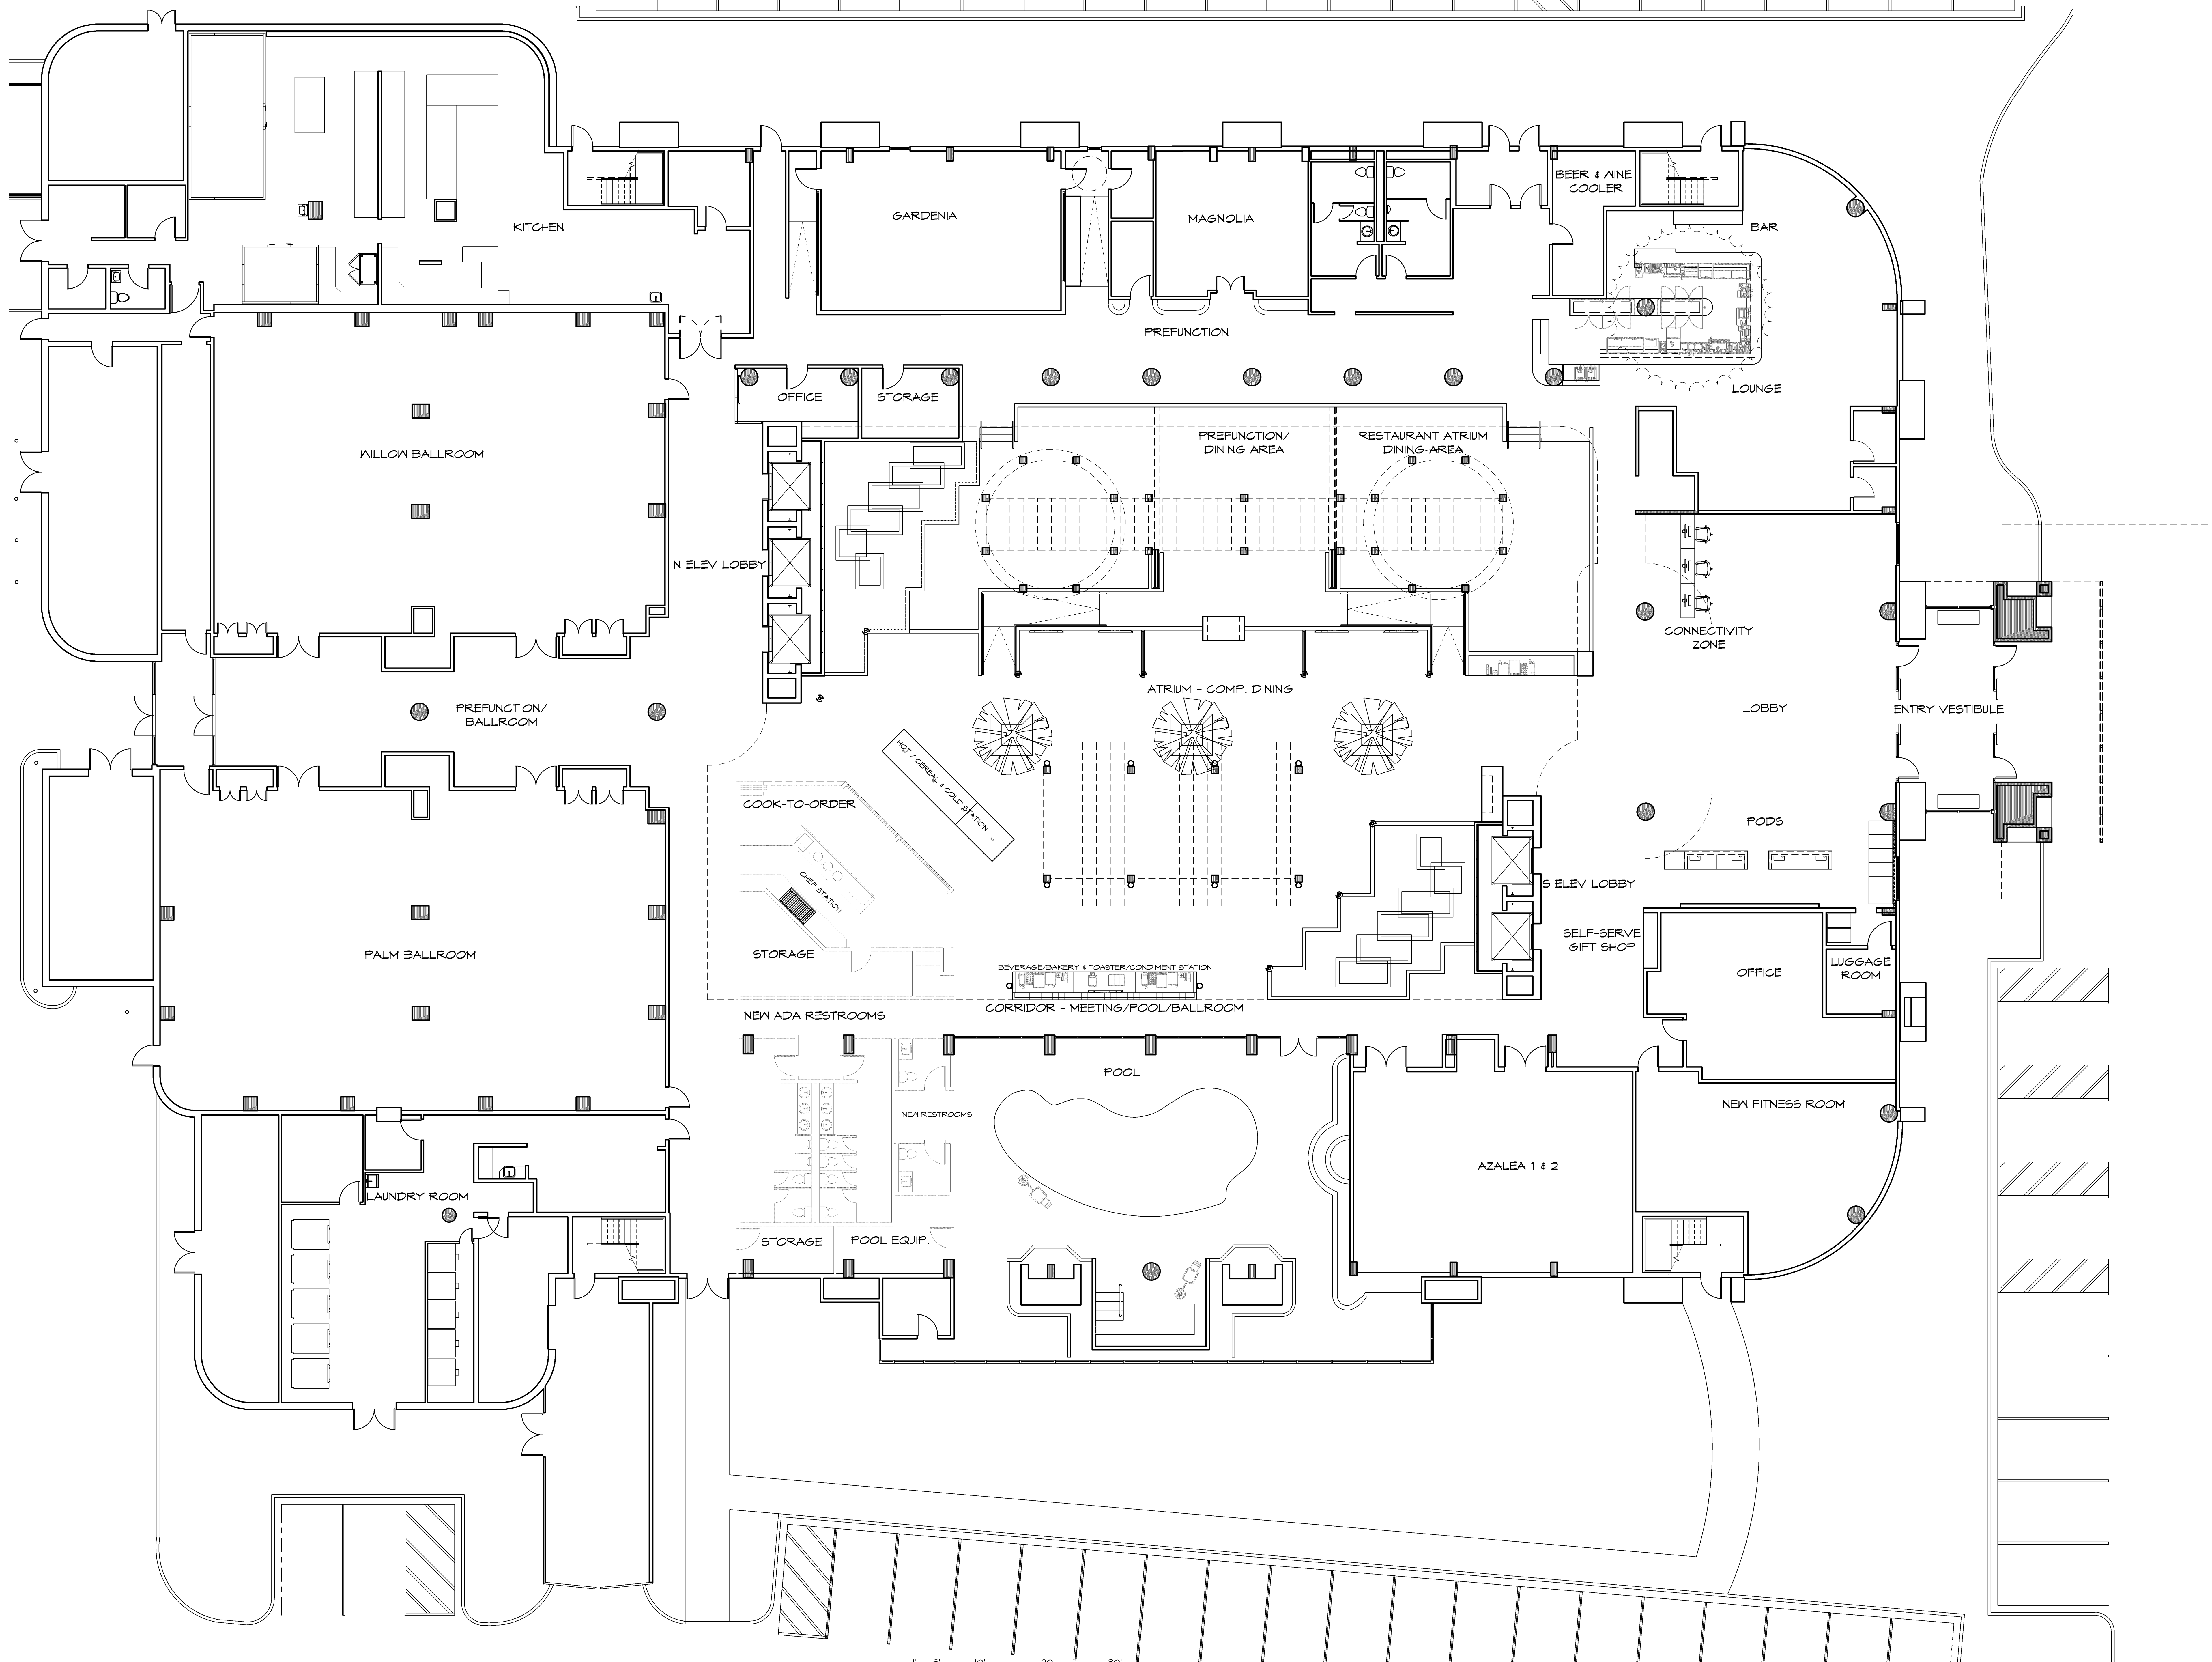 BEER & WINE
COOLER
KITCHEN
GARDENIA
MAGNOLIA
BAR
PREFUNCTION
LOUNGE
OFFICE
STORAGE
WILLOW BALLROOM
PREFUNCTION/
DINING AREA
RESTAURANT ATRIUM
DINING AREA
N ELEV LOBBY
CONNECTIVITY
ZONE
ATRIUM - COMP. DINING
PREFUNCTION/
BALLROOM
LOBBY
ENTRY VESTIBULE
HOT / CEREAL & COLD STATION
COOK-TO-ORDER
PODS
CHEF STATION
S ELEV LOBBY
SELF-SERVE
GIFT SHOP
PALM BALLROOM
STORAGE
BEVERAGE/BAKERY & TOASTER/CONDIMENT STATION
OFFICE
LUGGAGE
ROOM
CORRIDOR - MEETING/POOL/BALLROOM
NEW ADA RESTROOMS
POOL
NEW RESTROOMS
NEW FITNESS ROOM
AZALEA 1 & 2
LAUNDRY ROOM
STORAGE
POOL EQUIP.